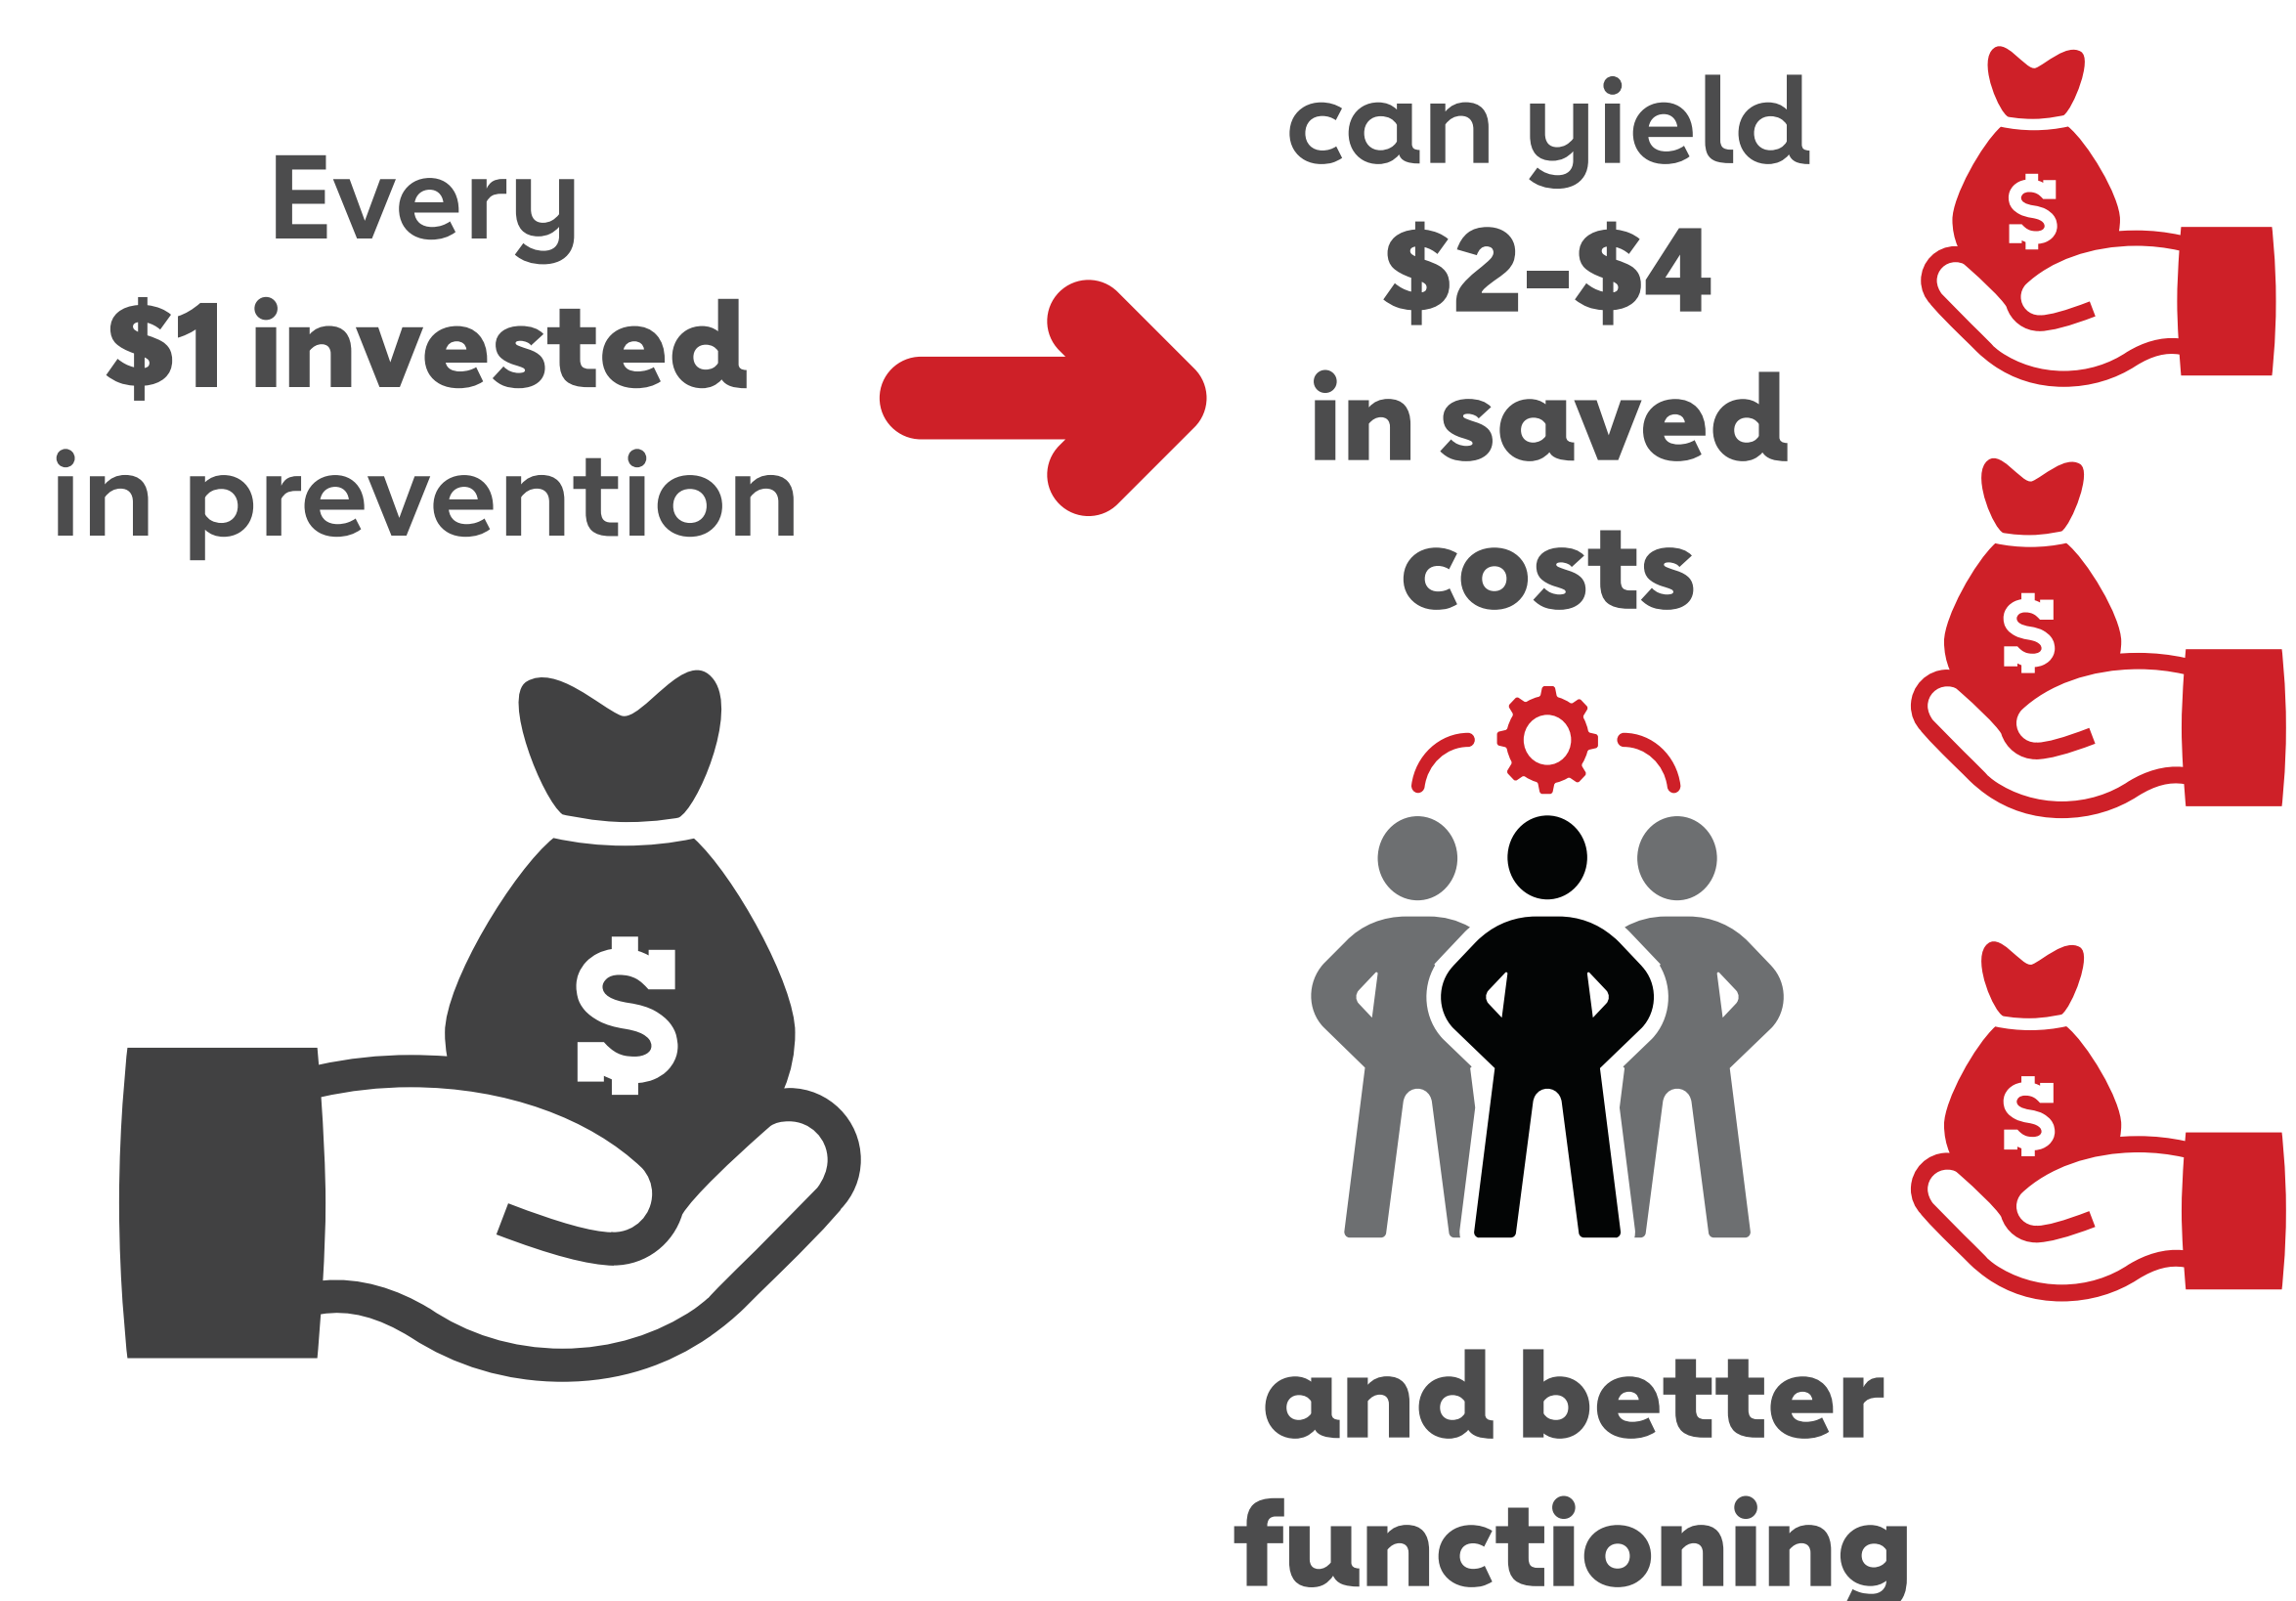 Every
$1 invested
in prevention
can yield
$2-$4
in saved
costs
$
$
$
$
and better
functioning